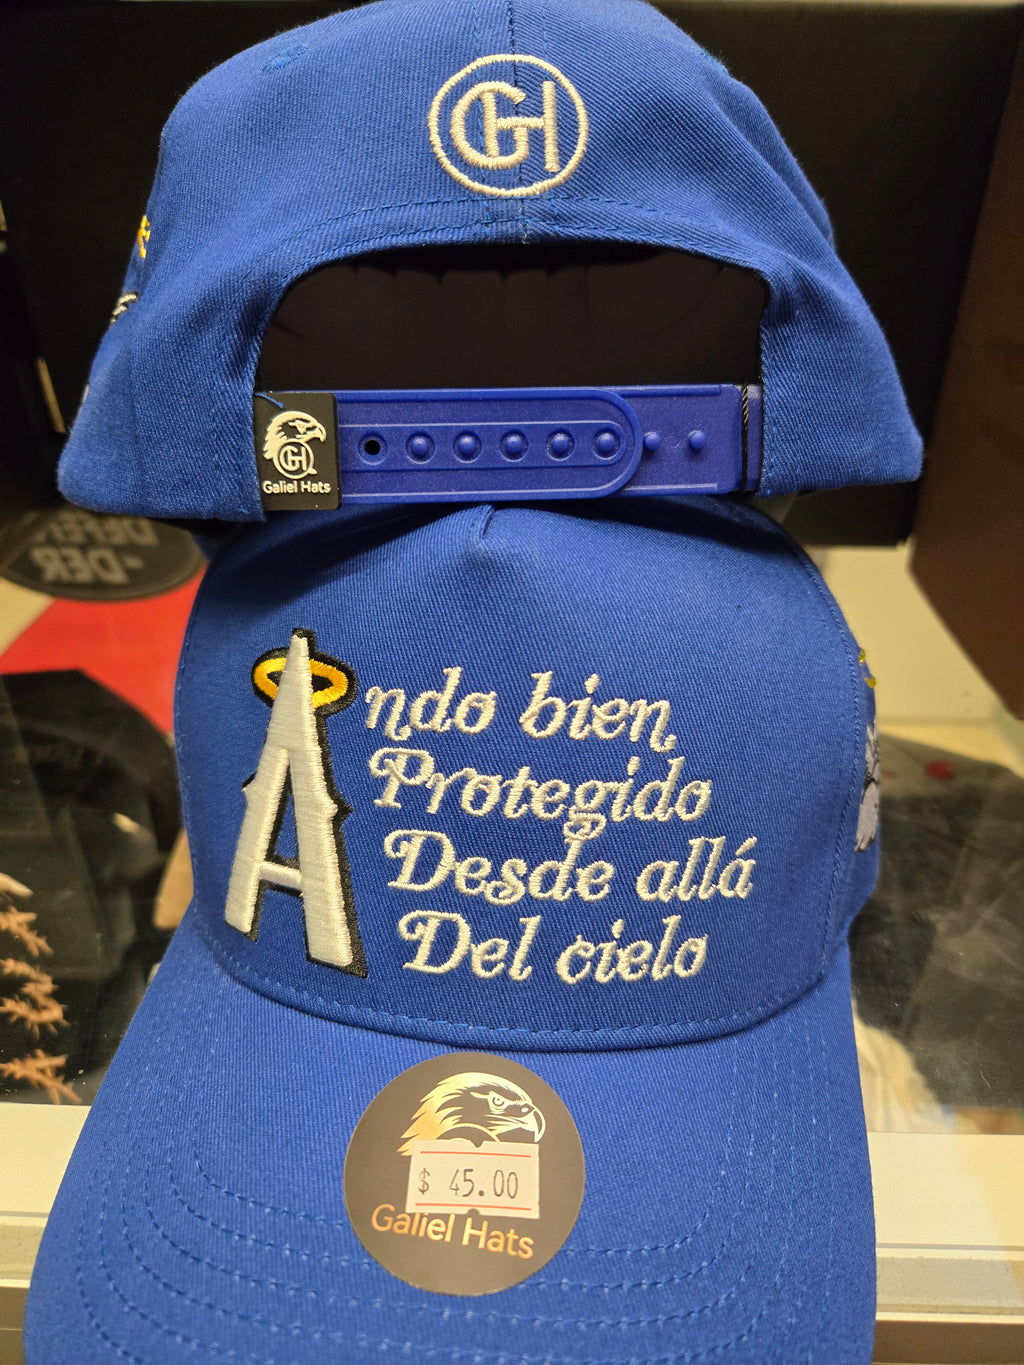 GH
GH
Galiel Hats
Ando bien,
Protegido
Desde allá
Del cielo
$ 45.00
Galiel Hats